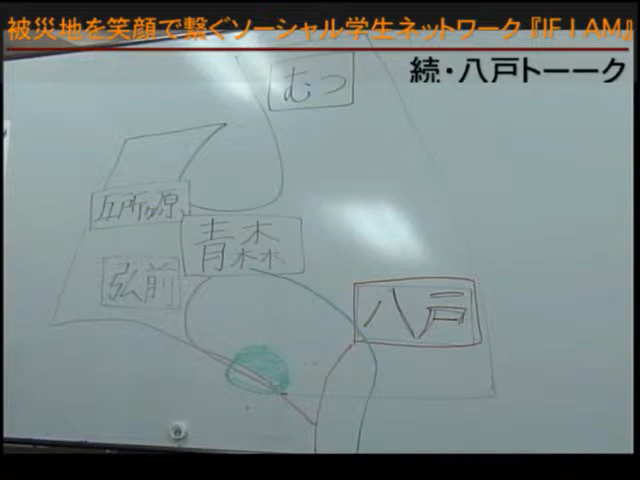 被災地を笑顔で繋ぐソーシャル学生ネットワーク『IF I AM』
続・八戸トーーク
むつ
五所ヶ原
青森
弘前
八戸